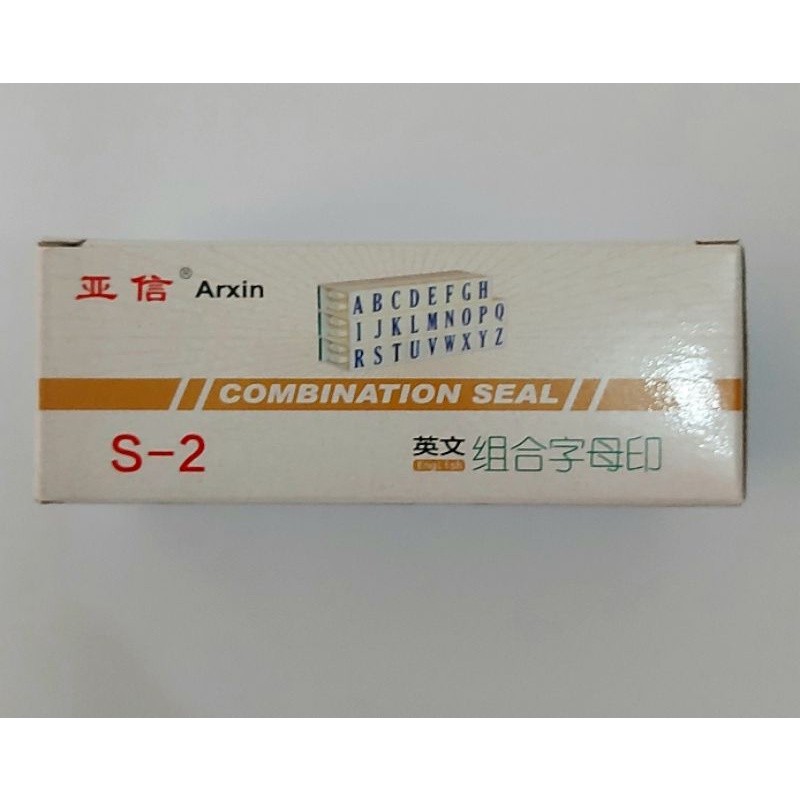 亚信® Arxin
ABCDEFGH
IJKLMNOPQ
RSTUVWXYZ
// COMBINATION SEAL //
S-2
英文 组合字母印
English